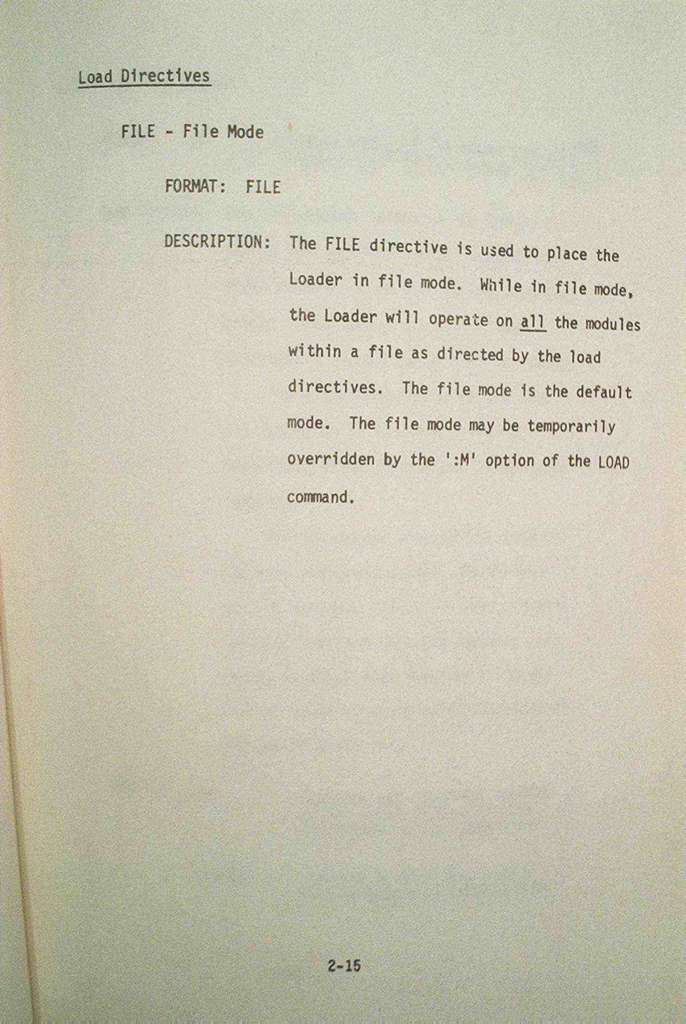 Load Directives
FILE - File Mode
FORMAT: FILE
DESCRIPTION: The FILE directive is used to place the
Loader in file mode. While in file mode,
the Loader will operate on all the modules
within a file as directed by the load
directives. The file mode is the default
mode. The file mode may be temporarily
overridden by the ':M' option of the LOAD
command.
2-15